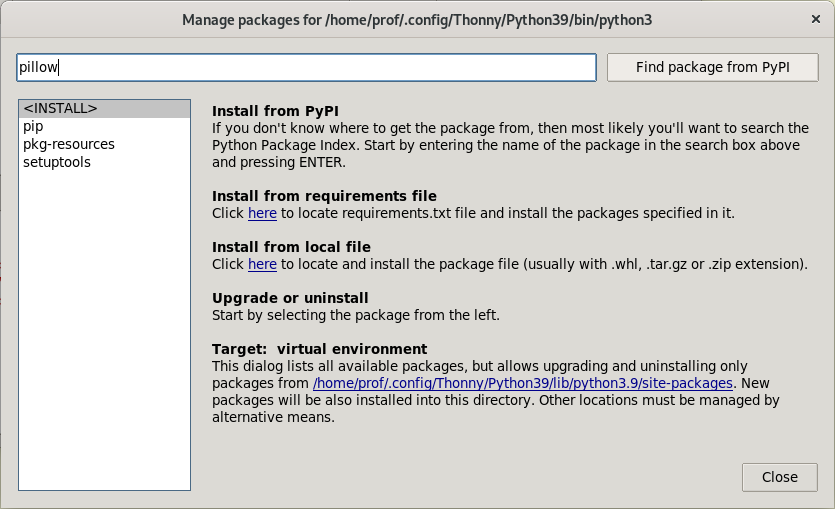 Manage packages for /home/prof/.config/Thonny/Python39/bin/python3
×
pillow
Find package from PyPI
<INSTALL>
pip
pkg-resources
setuptools
Install from PyPI
If you don't know where to get the package from, then most likely you'll want to search the
Python Package Index. Start by entering the name of the package in the search box above
and pressing ENTER.
Install from requirements file
Click here to locate requirements.txt file and install the packages specified in it.
Install from local file
Click here to locate and install the package file (usually with .whl, .tar.gz or .zip extension).
Upgrade or uninstall
Start by selecting the package from the left.
Target:  virtual environment
This dialog lists all available packages, but allows upgrading and uninstalling only
packages from /home/prof/.config/Thonny/Python39/lib/python3.9/site-packages. New
packages will be also installed into this directory. Other locations must be managed by
alternative means.
Close